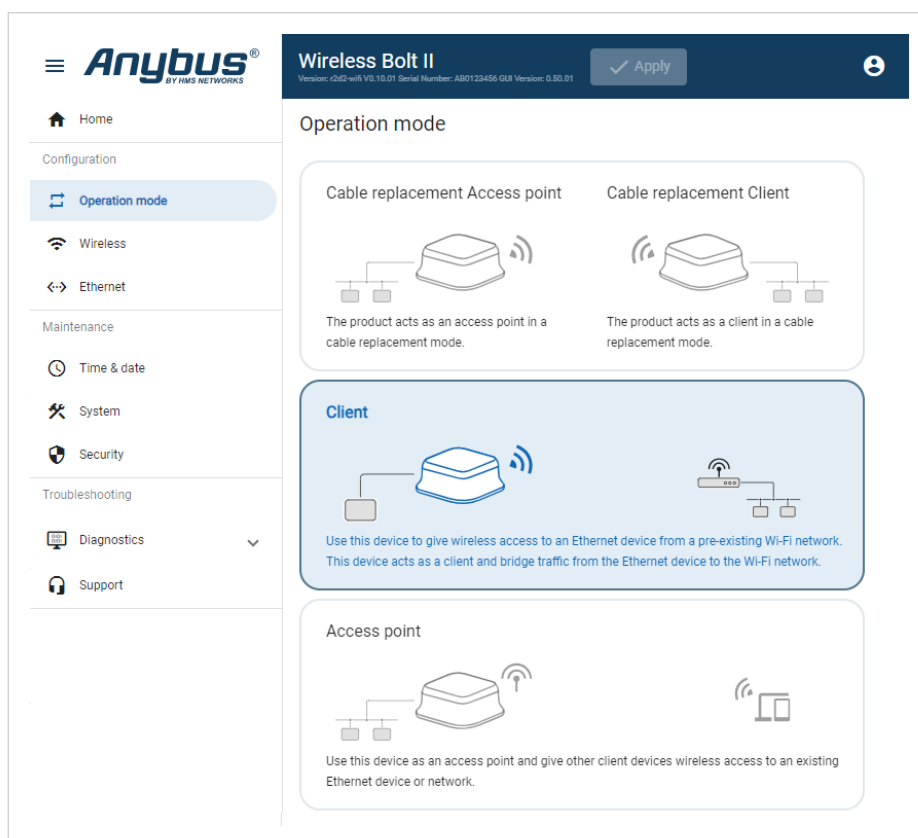 Anybus®
BY HMS NETWORKS
Wireless Bolt II
Version: r2d2-wifi V0.10.01 Serial Number: AB0123456 GUI Version: 0.50.01
Apply
Home
Configuration
Operation mode
Wireless
Ethernet
Maintenance
Time & date
System
Security
Troubleshooting
Diagnostics
Support
Operation mode
Cable replacement Access point
The product acts as an access point in a
cable replacement mode.
Cable replacement Client
The product acts as a client in a cable
replacement mode.
Client
Use this device to give wireless access to an Ethernet device from a pre-existing Wi-Fi network.
This device acts as a client and bridge traffic from the Ethernet device to the Wi-Fi network.
Access point
Use this device as an access point and give other client devices wireless access to an existing
Ethernet device or network.